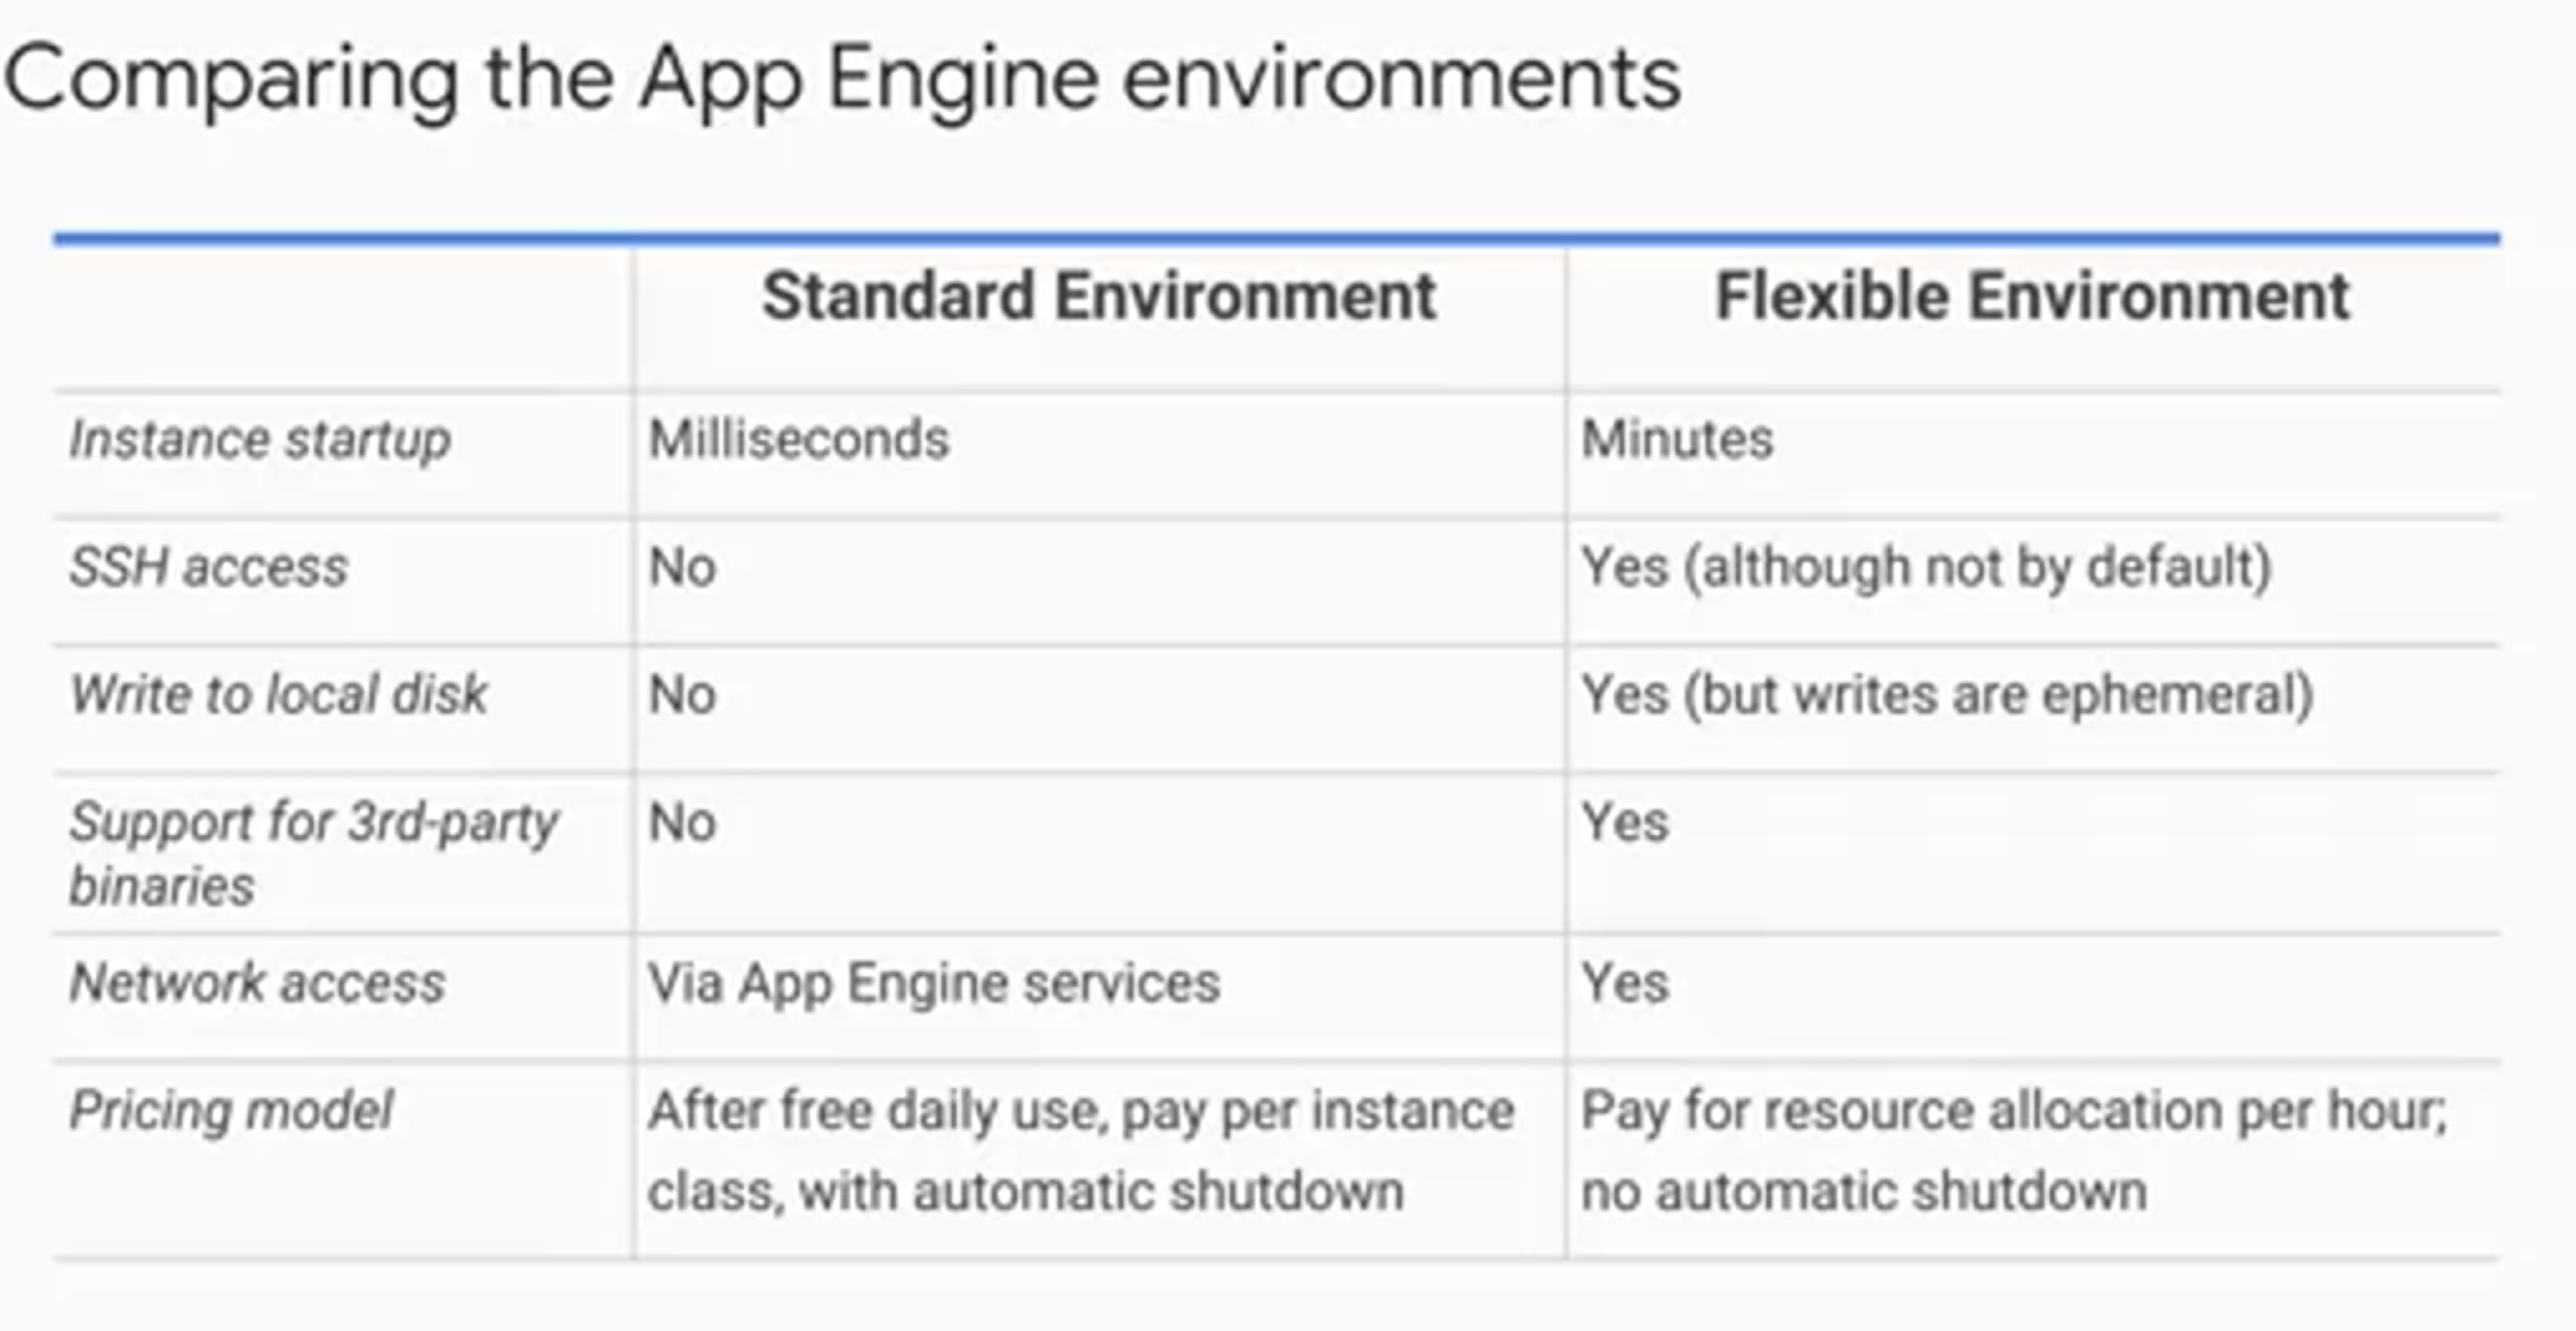 Comparing the App Engine environments
Standard Environment
Flexible Environment
Instance startup
Milliseconds
Minutes
SSH access
No
Yes (although not by default)
Write to local disk
No
Yes (but writes are ephemeral)
Support for 3rd-party
binaries
No
Yes
Network access
Via App Engine services
Yes
Pricing model
After free daily use, pay per instance
class, with automatic shutdown
Pay for resource allocation per hour;
no automatic shutdown